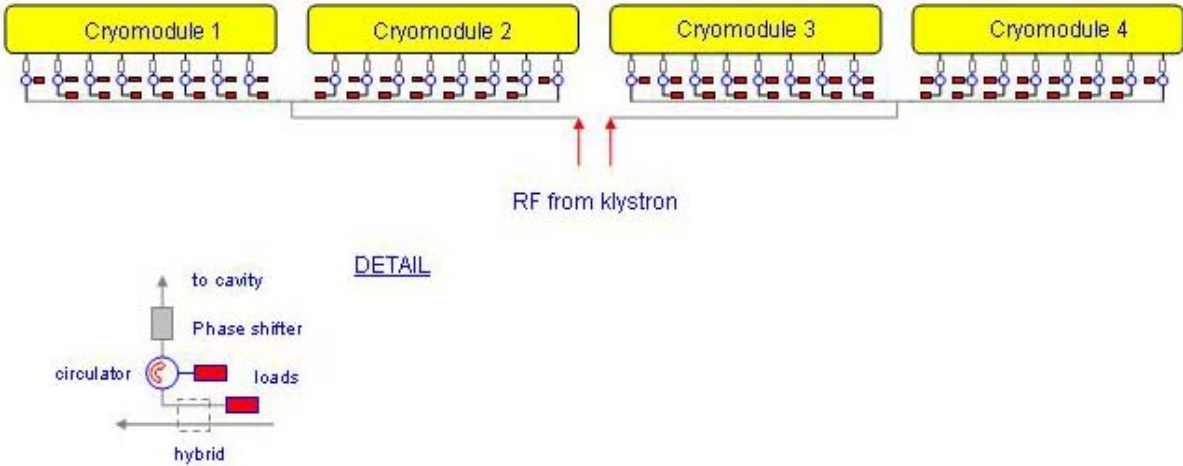 Cryomodule 1
Cryomodule 2
Cryomodule 3
Cryomodule 4
RF from klystron
DETAIL
to cavity
Phase shifter
circulator
loads
hybrid